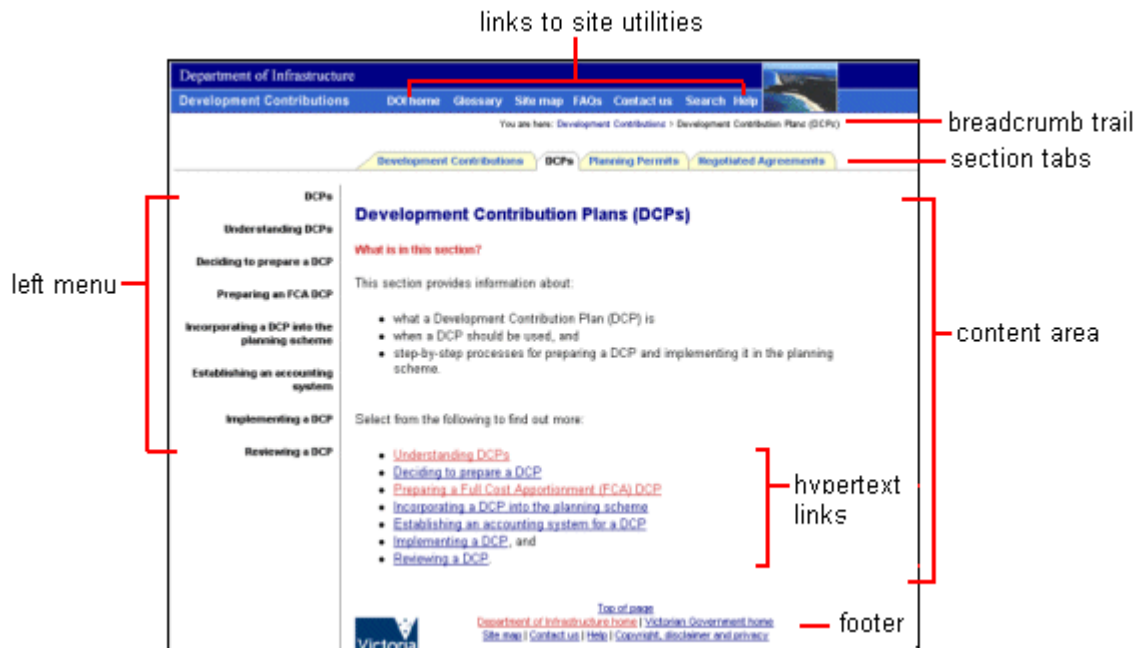 links to site utilities
Department of Infrastructure
Development Contributions DOI home Glossary Site map FAQs Contact us Search Help
You are here: Development Contributions > Development Contribution Plans (DCPs)
breadcrumb trail
Development Contributions DCPs Planning Permits Negotiated Agreements
section tabs
DCPs
Understanding DCPs
Deciding to prepare a DCP
Preparing an FCA DCP
Incorporating a DCP into the
planning scheme
Establishing an accounting
system
Implementing a DCP
Reviewing a DCP
left menu
Development Contribution Plans (DCPs)
What is in this section?
This section provides information about:
• what a Development Contribution Plan (DCP) is
• when a DCP should be used, and
• step-by-step processes for preparing a DCP and implementing it in the planning
scheme.
Select from the following to find out more:
• Understanding DCPs
• Deciding to prepare a DCP
• Preparing a Full Cost Apportionment (FCA) DCP
• Incorporating a DCP into the planning scheme
• Establishing an accounting system for a DCP
• Implementing a DCP, and
• Reviewing a DCP.
content area
hypertext
links
Top of page
Department of Infrastructure home | Victorian Government home
Site map | Contact us | Help | Copyright, disclaimer and privacy
footer
Victoria